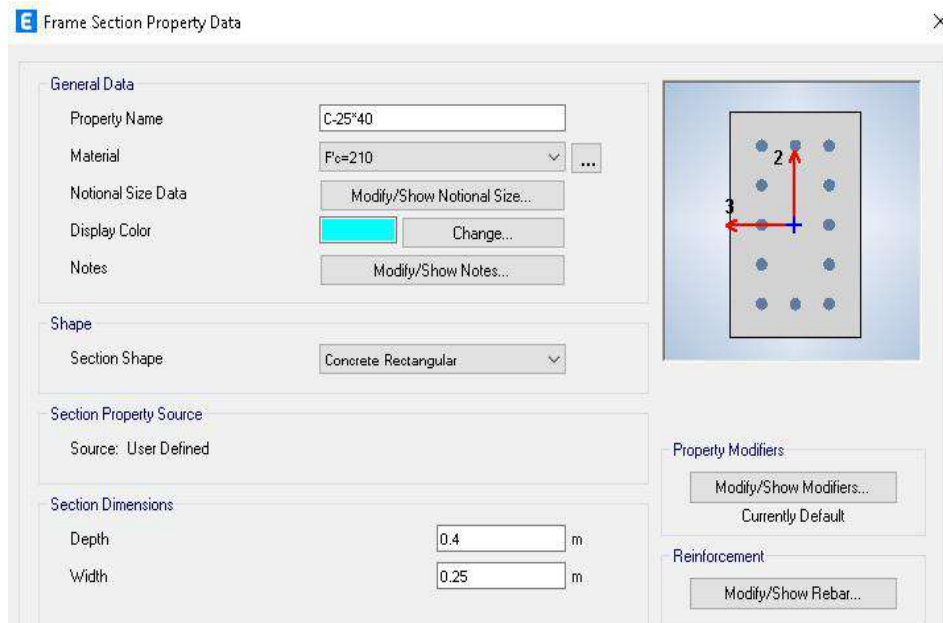 E Frame Section Property Data
General Data
Property Name C-25*40
Material F'c=210 ...
Notional Size Data Modify/Show Notional Size...
Display Color Change...
Notes Modify/Show Notes...
Shape
Section Shape Concrete Rectangular
Section Property Source
Source: User Defined
Section Dimensions
Depth 0.4 m
Width 0.25 m
2
3
Property Modifiers
Modify/Show Modifiers...
Currently Default
Reinforcement
Modify/Show Rebar...